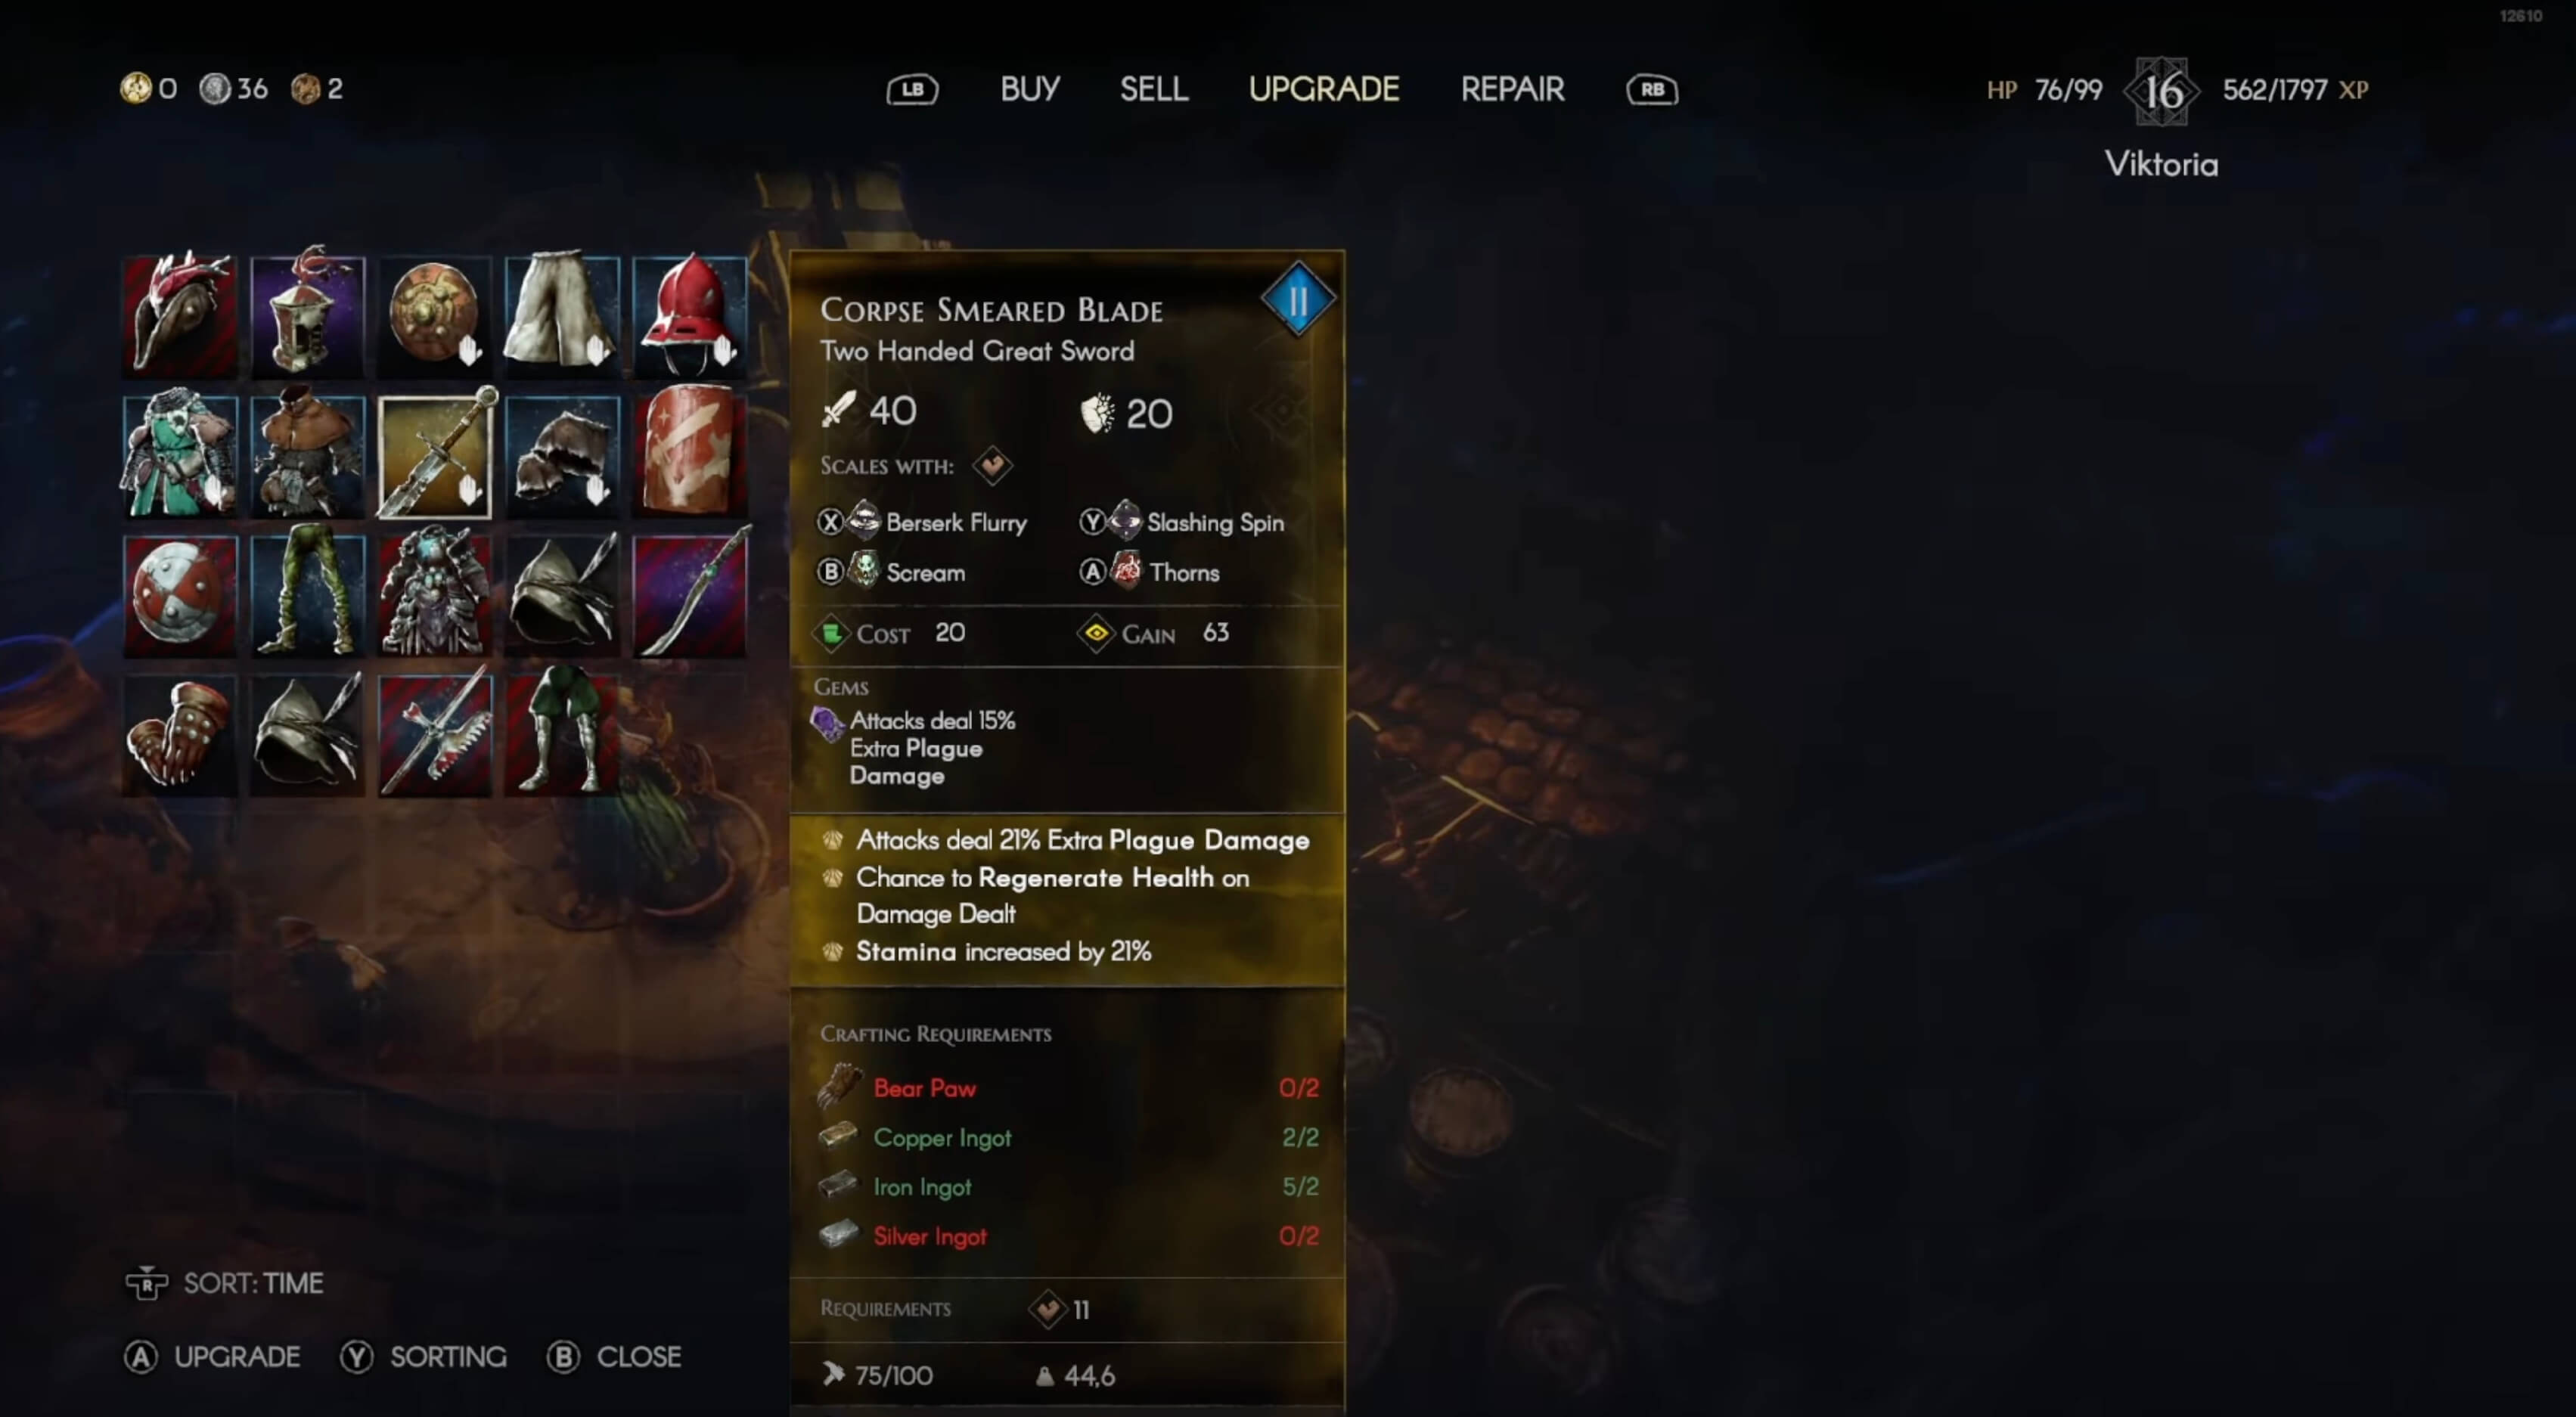 12610
0 36 2
LB BUY SELL UPGRADE REPAIR RB
HP 76/99 16 562/1797 XP
Viktoria
CORPSE SMEARED BLADE
II
Two Handed Great Sword
40 20
SCALES WITH:
X Berserk Flurry Y Slashing Spin
B Scream A Thorns
COST 20 GAIN 63
GEMS
Attacks deal 15%
Extra Plague
Damage
Attacks deal 21% Extra Plague Damage
Chance to Regenerate Health on
Damage Dealt
Stamina increased by 21%
CRAFTING REQUIREMENTS
Bear Paw 0/2
Copper Ingot 2/2
Iron Ingot 5/2
Silver Ingot 0/2
REQUIREMENTS 11
75/100 44,6
R SORT: TIME
A UPGRADE Y SORTING B CLOSE